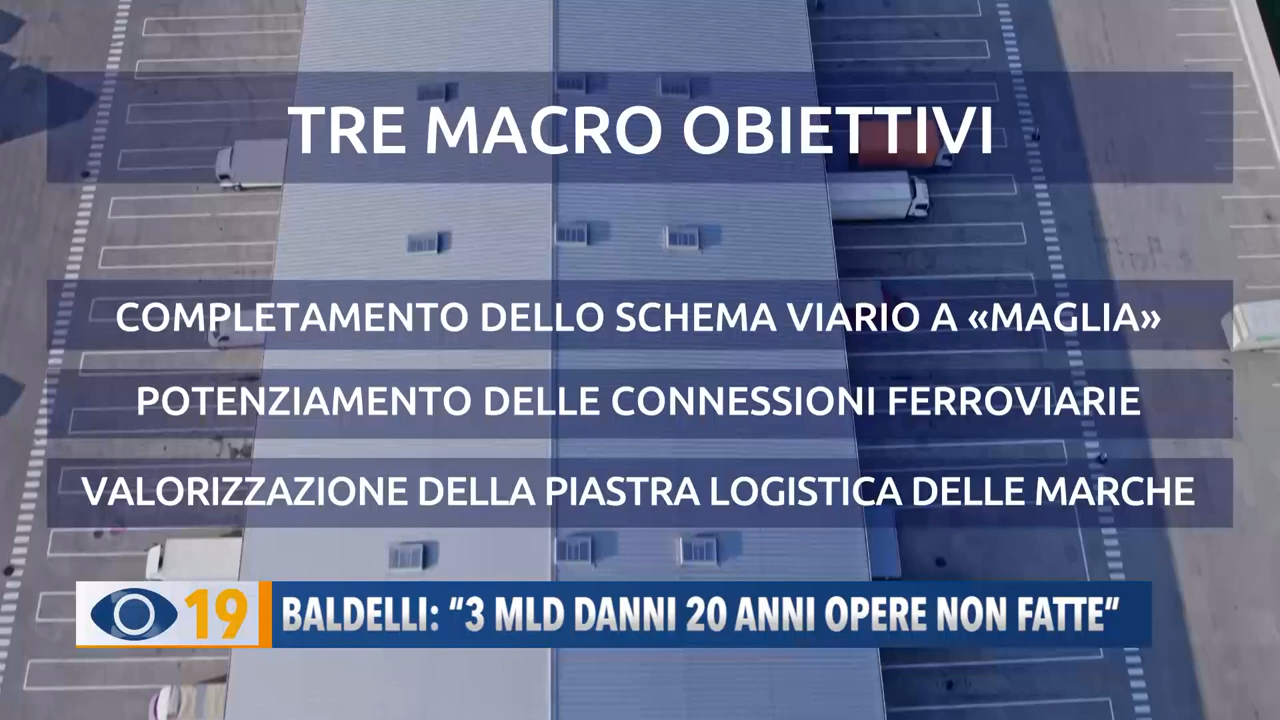 TRE MACRO OBIETTIVI
COMPLETAMENTO DELLO SCHEMA VIARIO A «MAGLIA»
POTENZIAMENTO DELLE CONNESSIONI FERROVIARIE
VALORIZZAZIONE DELLA PIASTRA LOGISTICA DELLE MARCHE
19 BALDELLI: “3 MLD DANNI 20 ANNI OPERE NON FATTE”